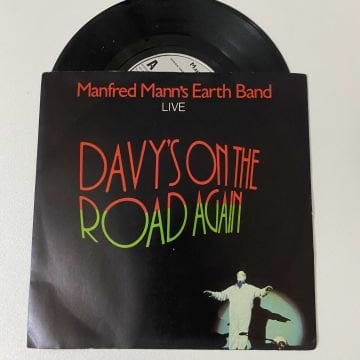 A
Manfred Mann's Earth Band
LIVE
DAVY'S ON THE
ROAD AGAIN